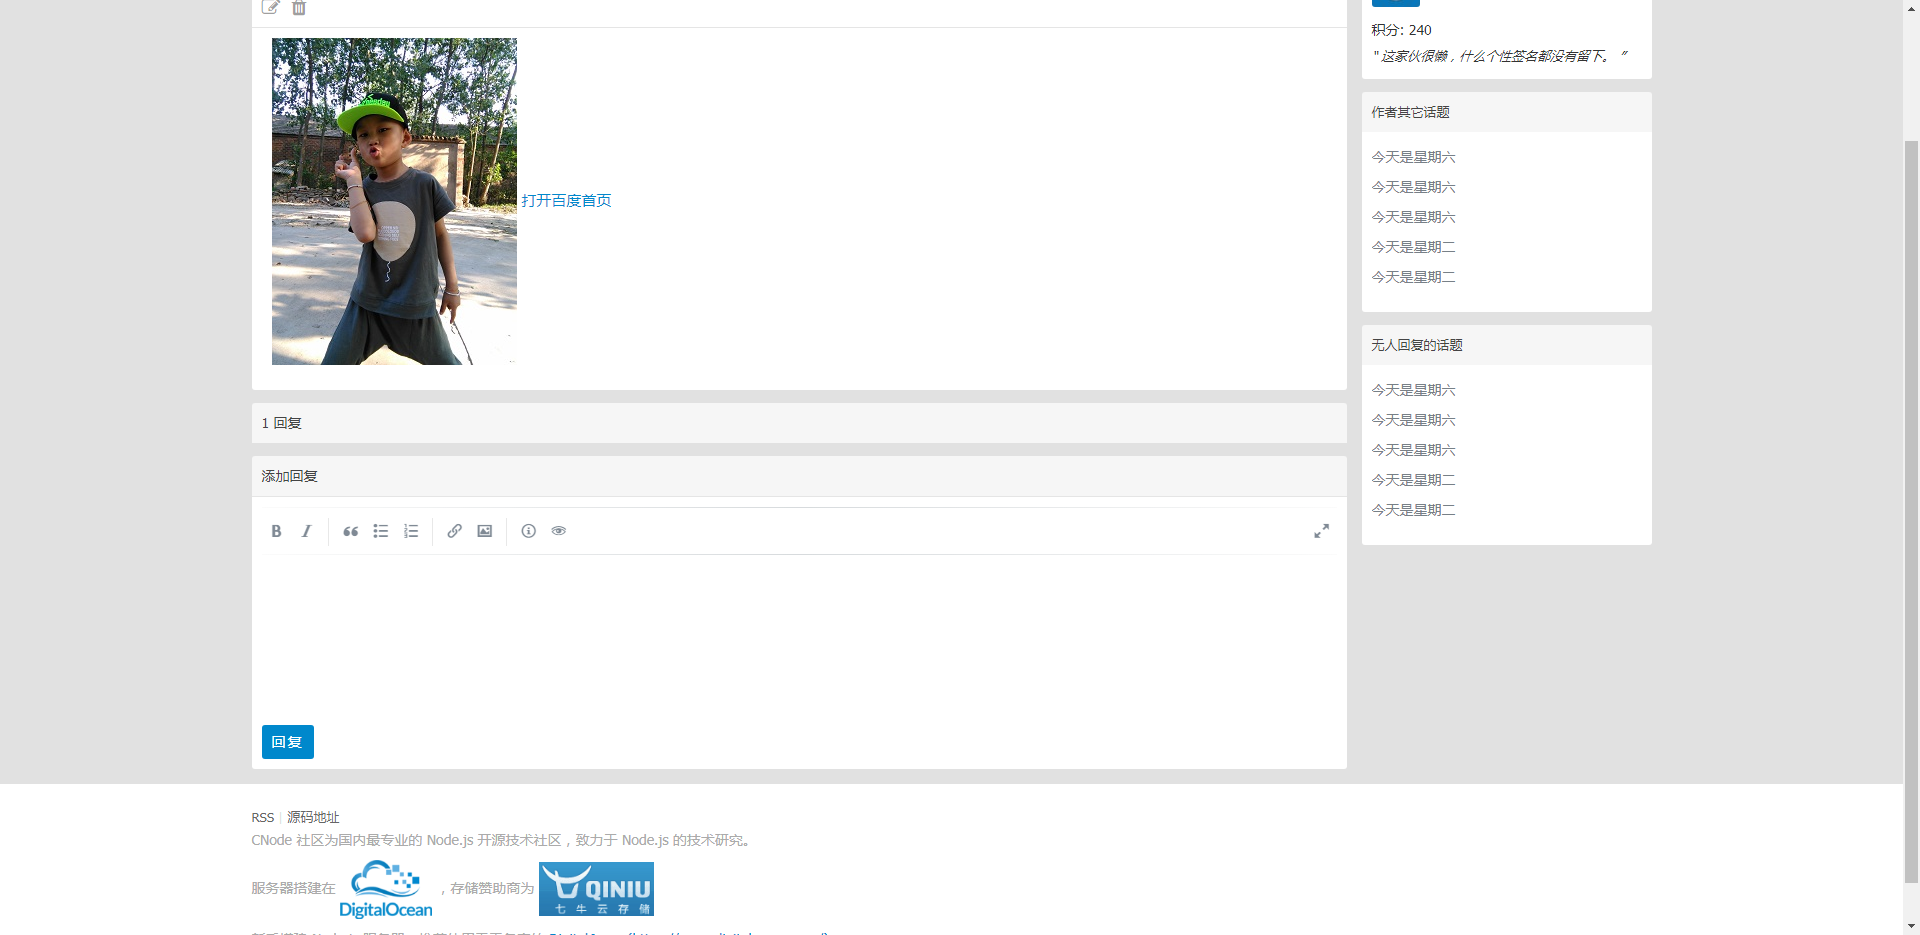 打开百度首页
1 回复
添加回复
回复
积分: 240
" 这家伙很懒，什么个性签名都没有留下。 "
作者其它话题
今天是星期六
今天是星期六
今天是星期六
今天是星期二
今天是星期二
无人回复的话题
今天是星期六
今天是星期六
今天是星期六
今天是星期二
今天是星期二
RSS | 源码地址
CNode 社区为国内最专业的 Node.js 开源技术社区，致力于 Node.js 的技术研究。
服务器搭建在 DigitalOcean ，存储赞助商为 QINIU 七牛云存储